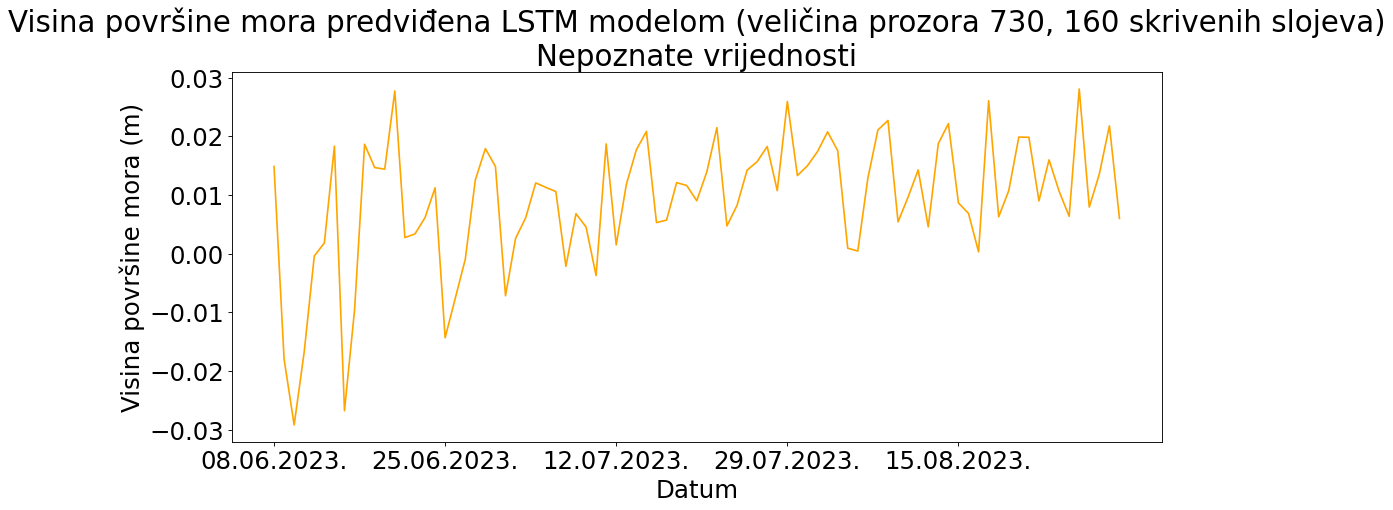 Visina površine mora predviđena LSTM modelom (veličina prozora 730, 160 skrivenih slojeva)
Nepoznate vrijednosti
Visina površine mora (m)
0.03
0.02
0.01
0.00
−0.01
−0.02
−0.03
08.06.2023. 25.06.2023. 12.07.2023. 29.07.2023. 15.08.2023.
Datum